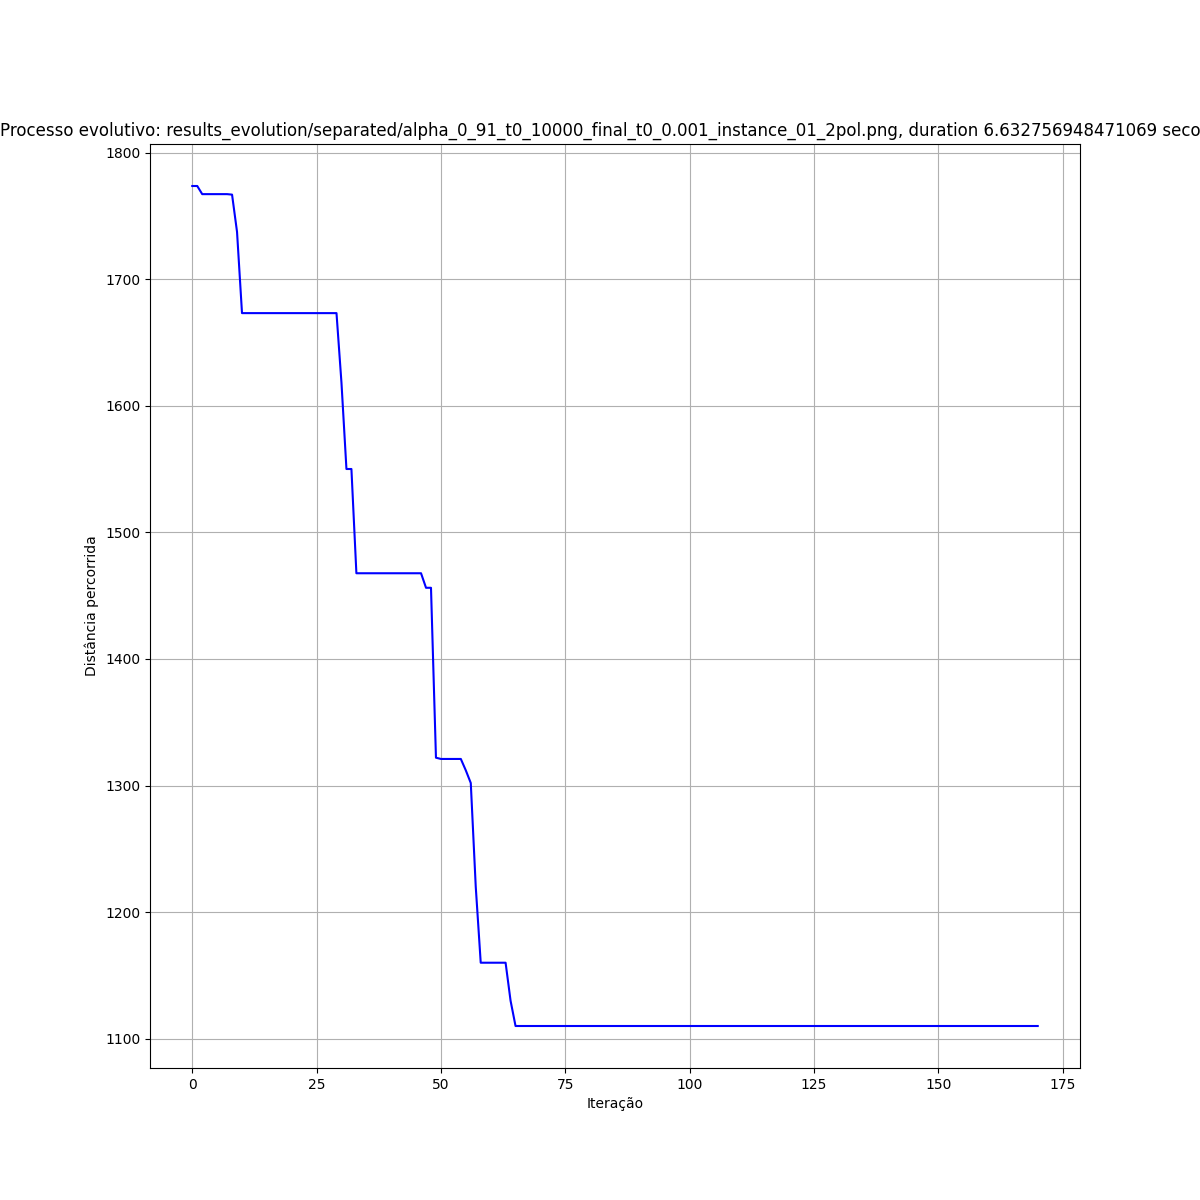 Processo evolutivo: results_evolution/separated/alpha_0_91_t0_10000_final_t0_0.001_instance_01_2pol.png, duration 6.632756948471069 seco
1800
1700
1600
1500
1400
1300
1200
1100
Distância percorrida
0 25 50 75 100 125 150 175
Iteração